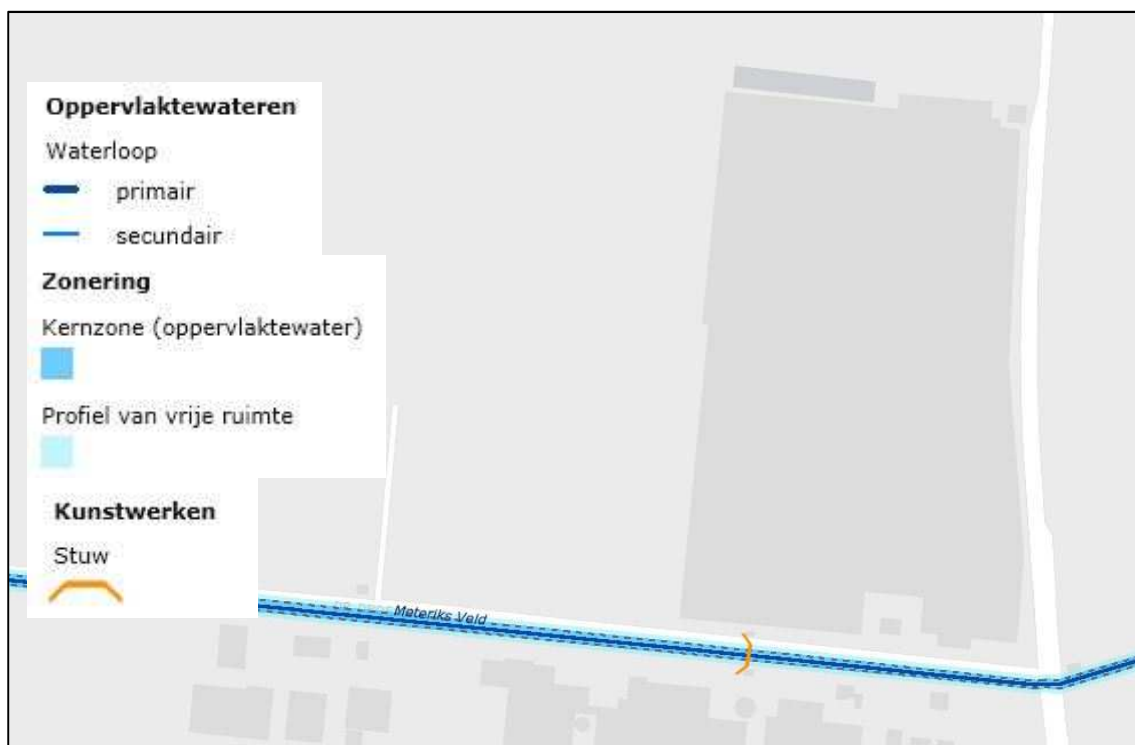 Oppervlaktewateren
Waterloop
primair
secundair
Zonering
Kernzone (oppervlaktewater)
Profiel van vrije ruimte
Kunstwerken
Stuw
Meteriks Veld